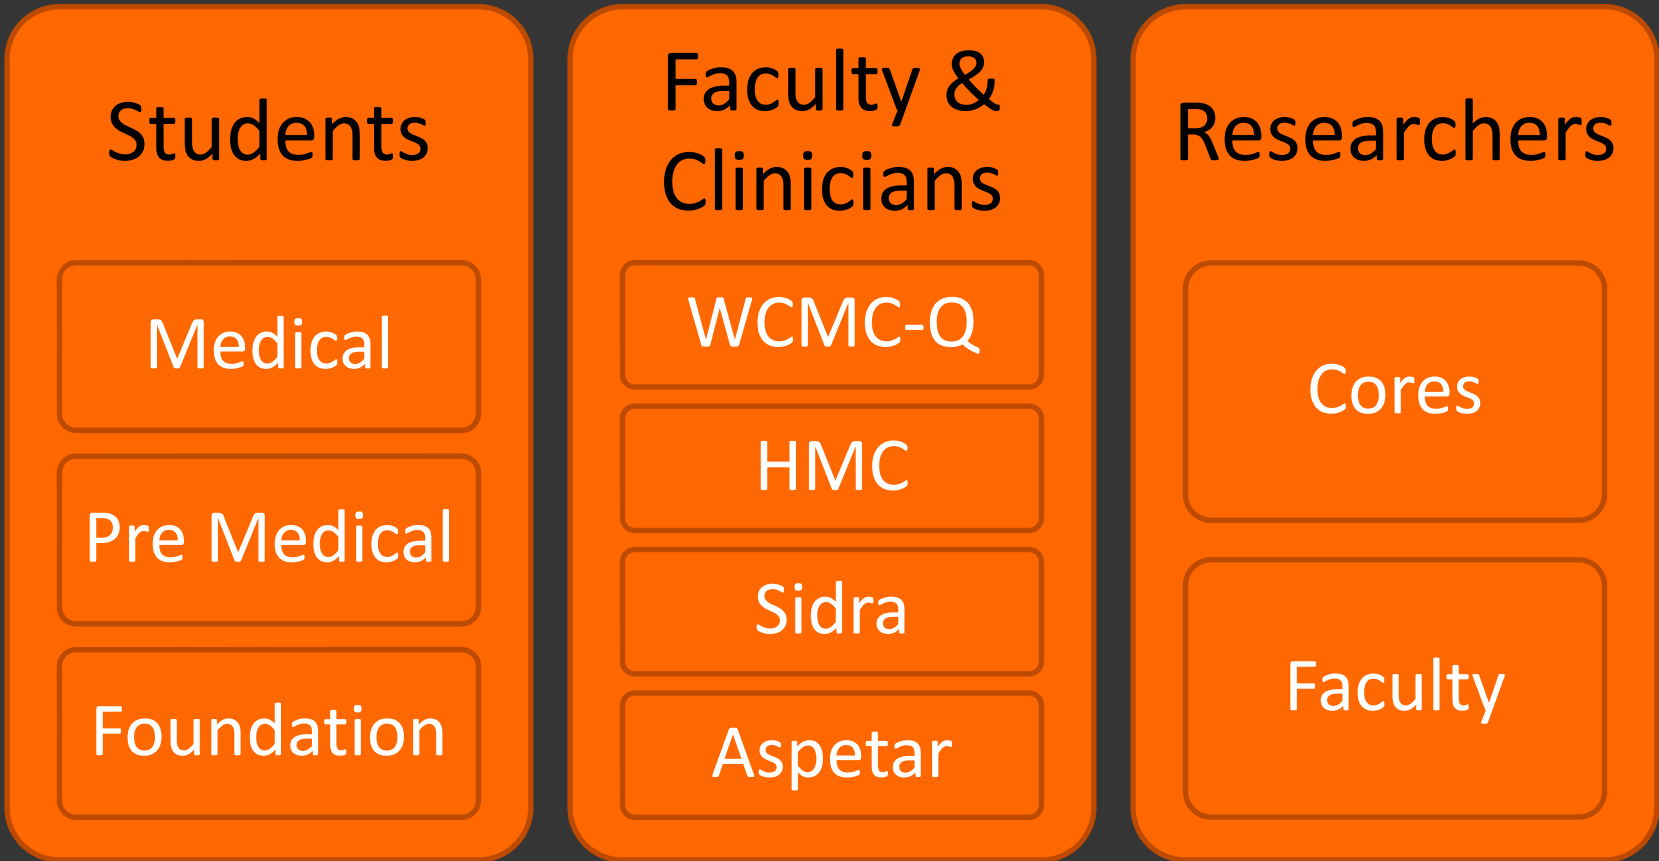 Students
Medical
Pre Medical
Foundation
Faculty &
Clinicians
WCMC-Q
HMC
Sidra
Aspetar
Researchers
Cores
Faculty